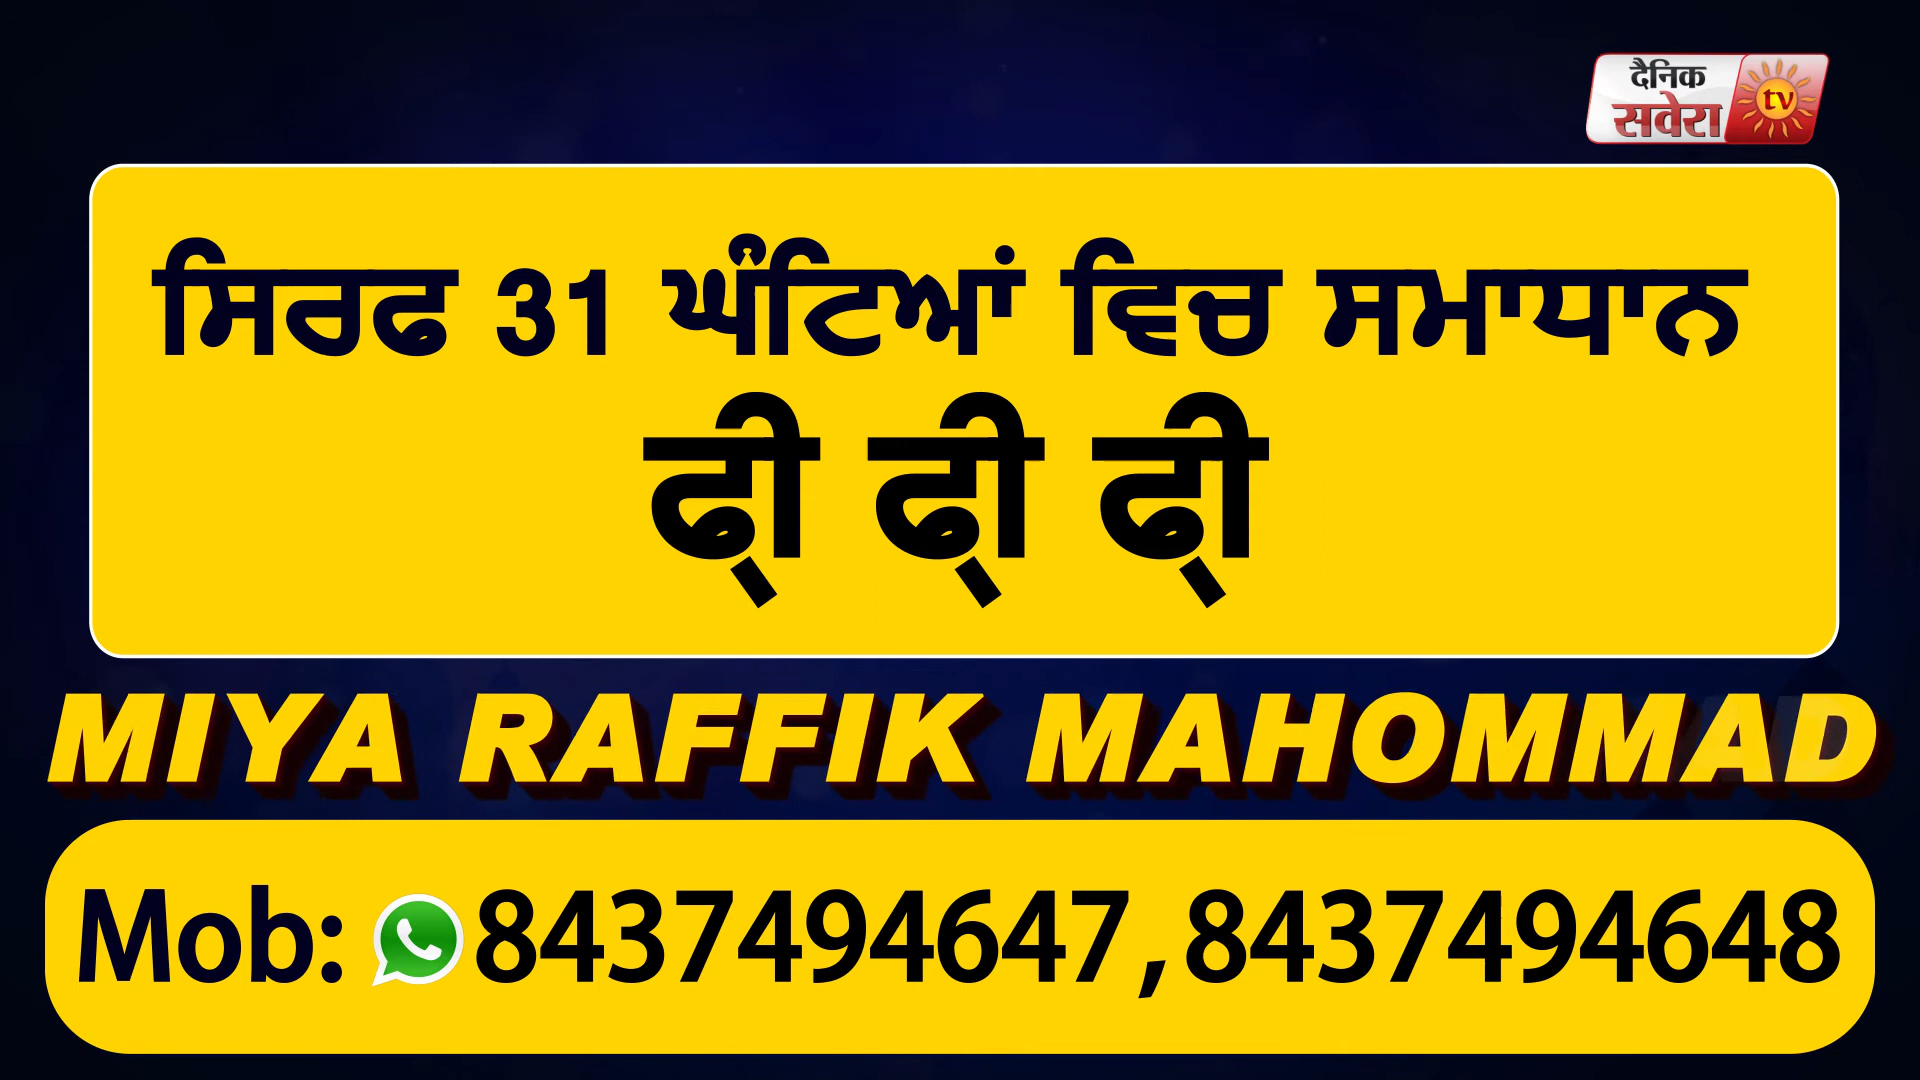 दैनिक
सवेरा tv
ਸਿਰਫ 31 ਘੰਟਿਆਂ ਵਿਚ ਸਮਾਧਾਨ
ਫ੍ਰੀ ਫ੍ਰੀ ਫ੍ਰੀ
MIYA RAFFIK MAHOMMAD
Mob: 8437494647, 8437494648